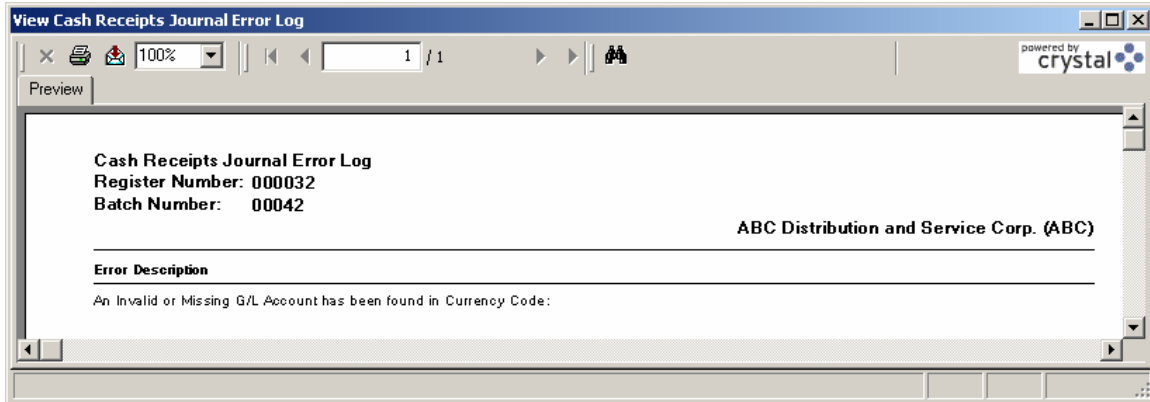 View Cash Receipts Journal Error Log
100%
1 / 1
powered by
crystal
Preview
Cash Receipts Journal Error Log
Register Number: 000032
Batch Number: 00042
ABC Distribution and Service Corp. (ABC)
Error Description
An Invalid or Missing G/L Account has been found in Currency Code: